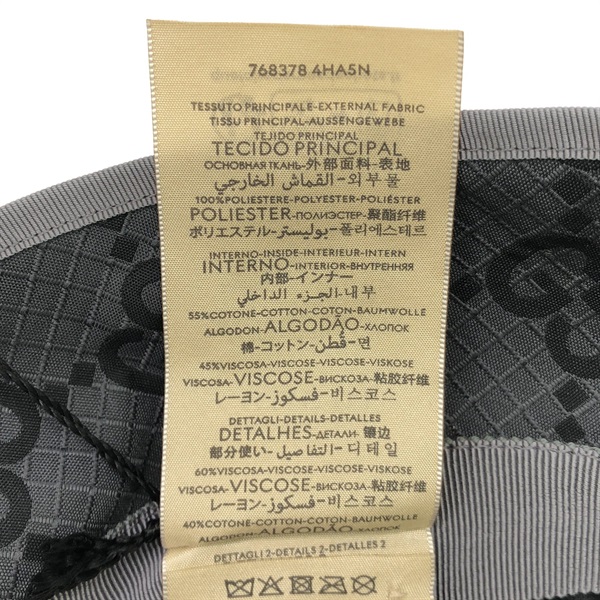 768378 4HA5N
TESSUTO PRINCIPALE-EXTERNAL FABRIC
TISSU PRINCIPAL-AUSSENGEWEBE
TEJIDO PRINCIPAL
TECIDO PRINCIPAL
ОСНОВНАЯ ТКАНЬ-外部面料-表地
القماش الخارجي-외부 물
100%POLIESTERE-POLYESTER-POLIÉSTER
POLIESTER-ПОЛИЭСТЕР-聚酯纤维
ポリエステル-بوليستر-폴리에스테르
INTERNO-INSIDE-INTERIEUR-INTERN
INTERNO-INTERIOR-ВНУТРЕННЯЯ
内部-インナー
الجزء الداخلي-내부
55%COTONE-COTTON-COTON-BAUMWOLLE
ALGODON-ALGODÃO-ХЛОПОК
棉-コットン-قطن-면
45%VISCOSA-VISCOSE-VISCOSE-VISKOSE
VISCOSA-VISCOSE-ВИСКОЗА-粘胶纤维
レーヨン-فسكوز-비스코스
DETTAGLI-DETAILS-DETALLES
DETALHES-ДЕТАЛИ-镶边
部分使い-التفاصيل-디테일
60%VISCOSA-VISCOSE-VISCOSE-VISKOSE
VISCOSA-VISCOSE-ВИСКОЗА-粘胶纤维
レーヨン-فسكوز-비스코스
40%COTONE-COTTON-COTON-BAUMWOLLE
ALGODON-ALGODÃO-ХЛОПОК
DETTAGLI 2-DETAILS 2-DETALLES 2